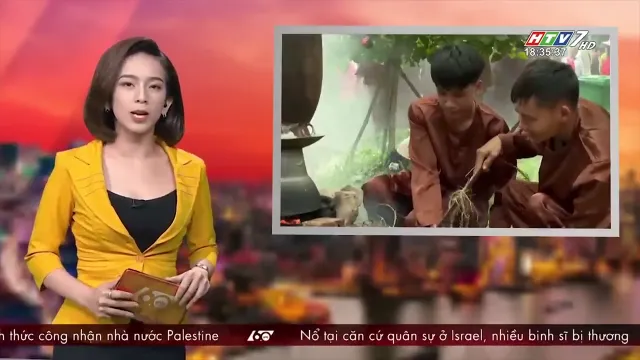 HTV7 HD
18:35:37
h thức công nhận nhà nước Palestine 60 Nổ tại căn cứ quân sự ở Israel, nhiều binh sĩ bị thương